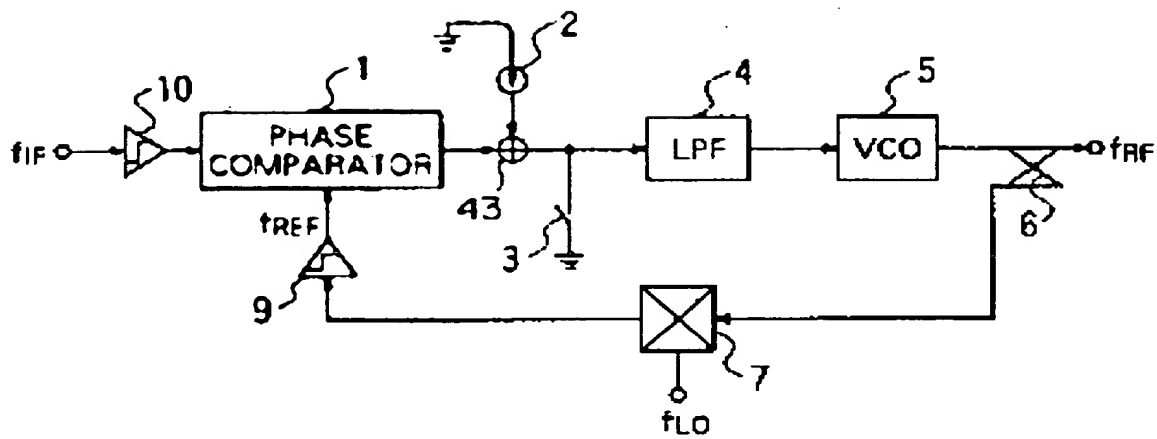 2
10
1
4
5
fIF
PHASE
COMPARATOR
LPF
VCO
fRF
43
6
fREF
3
9
7
fLO